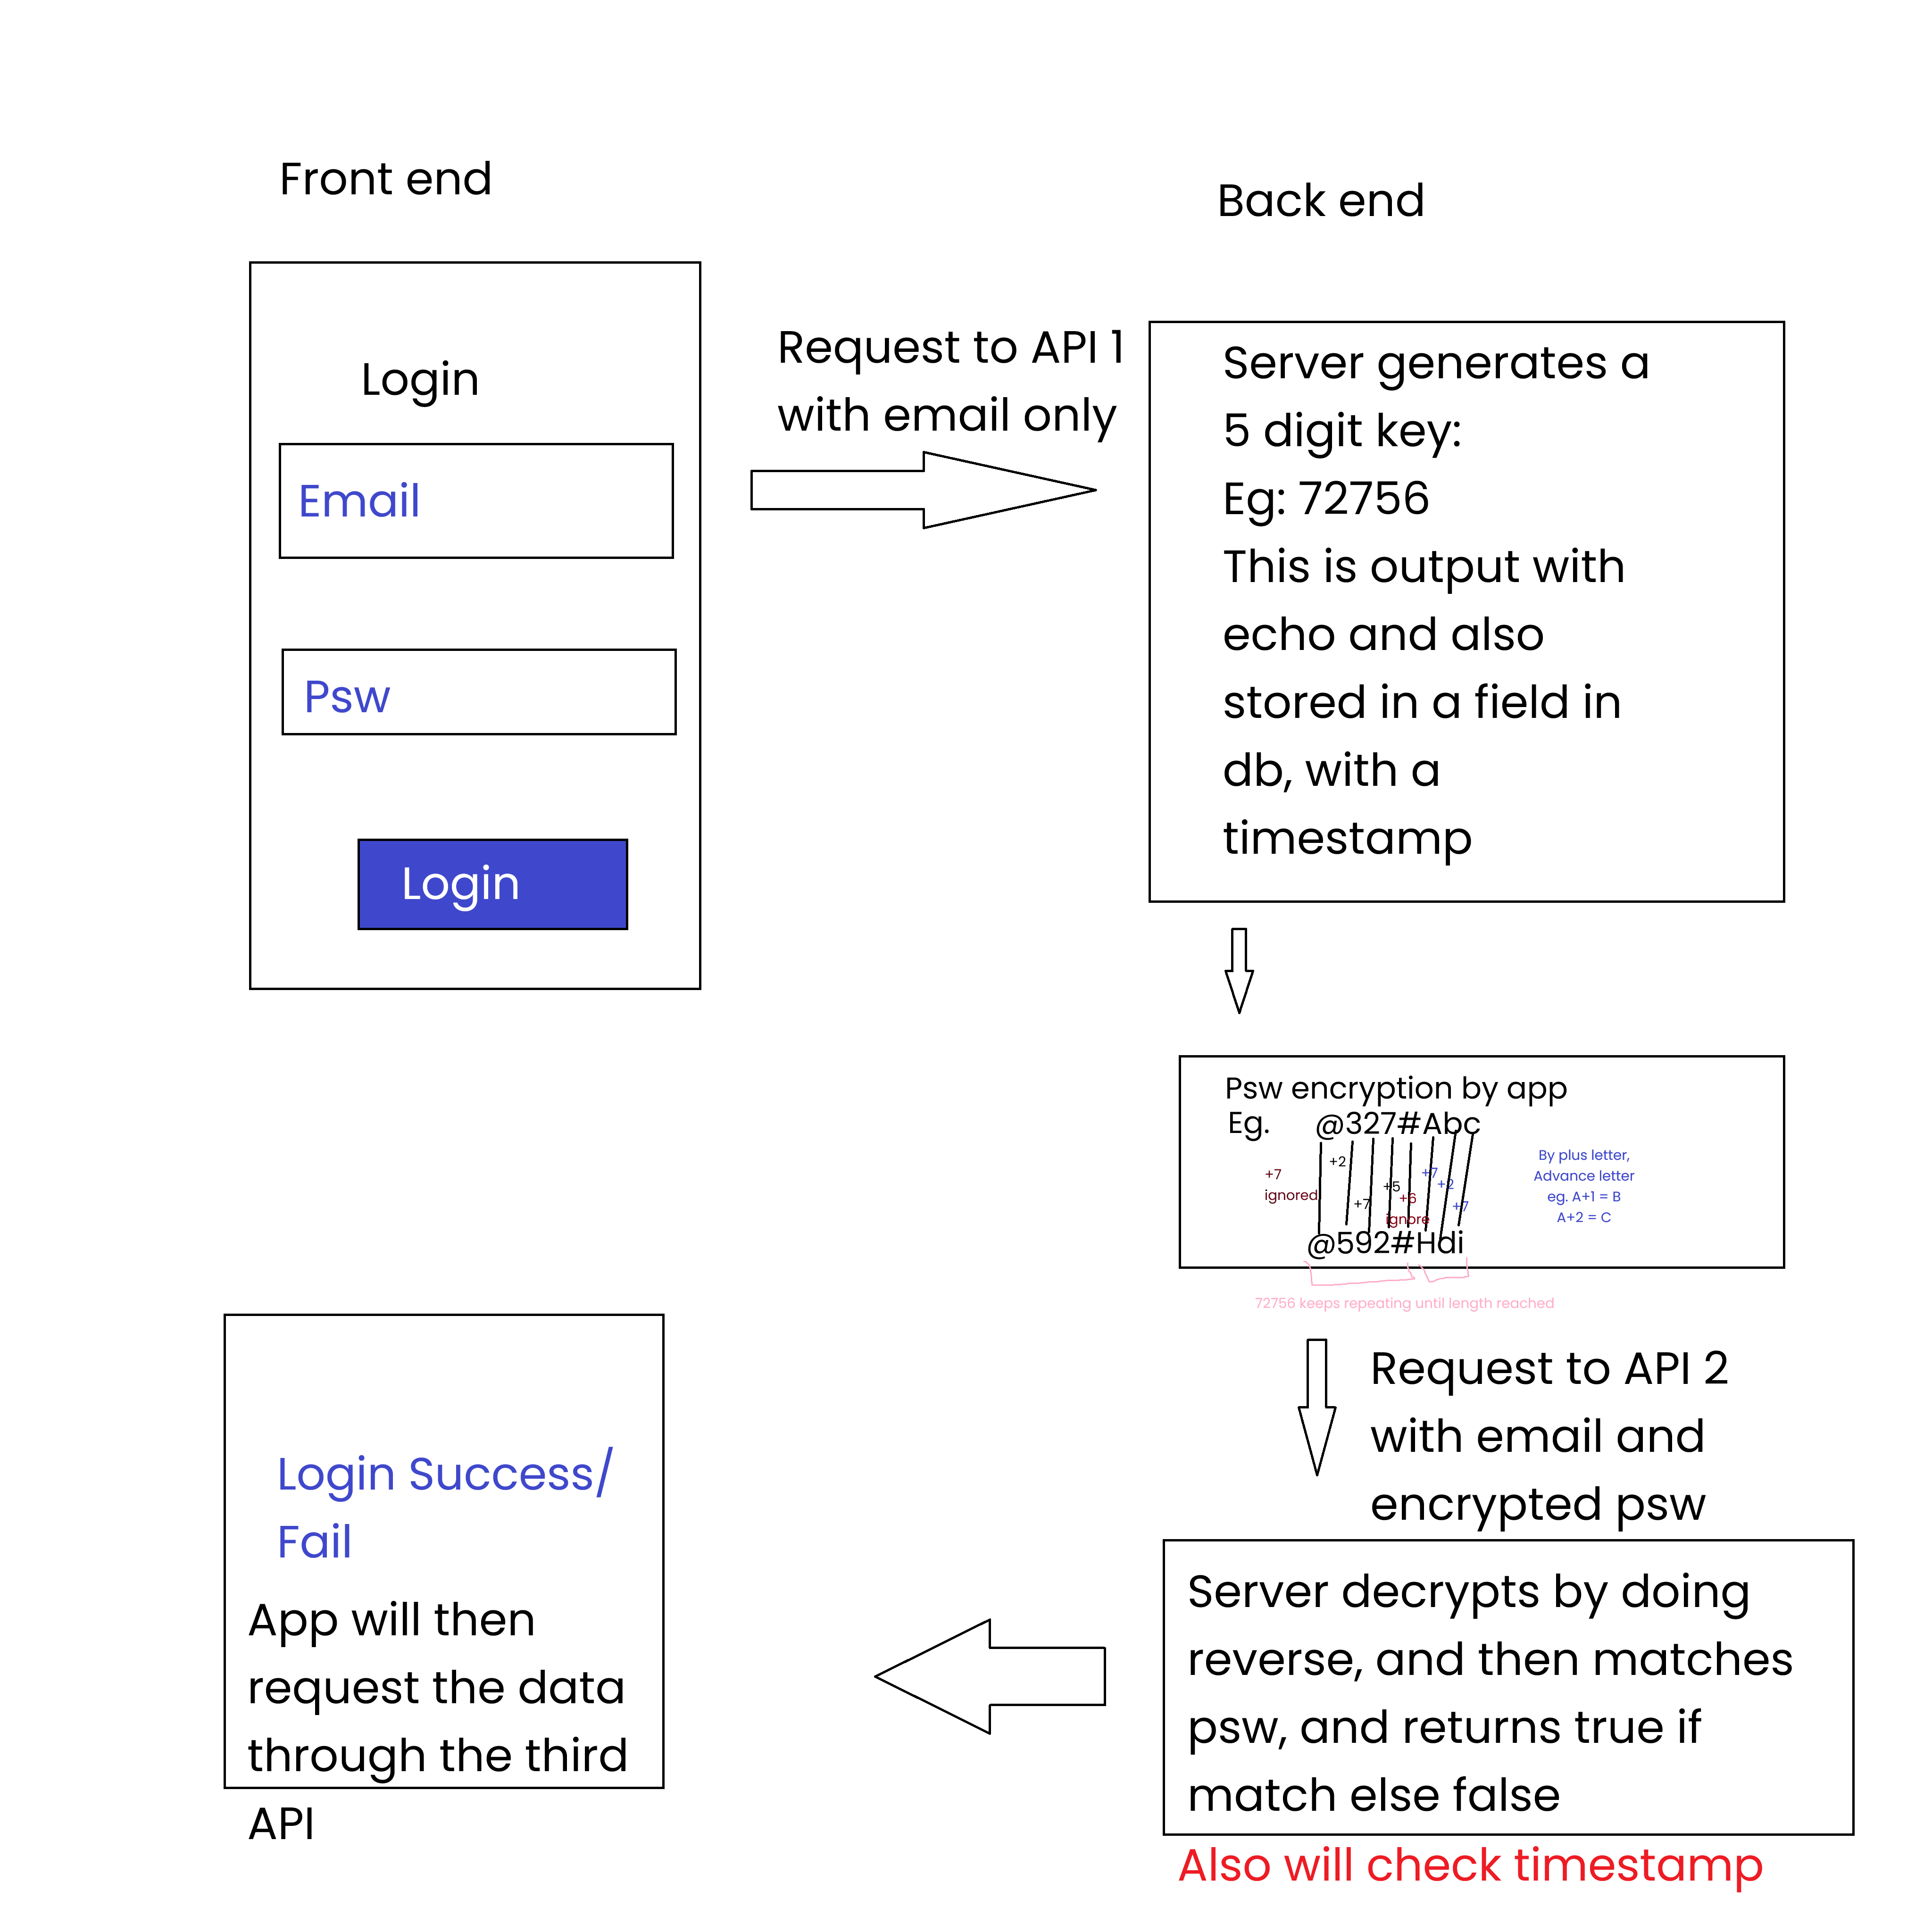 Front end
Back end
Login
Email
Psw
Login
Request to API 1
with email only
Server generates a
5 digit key:
Eg: 72756
This is output with
echo and also
stored in a field in
db, with a
timestamp
Psw encryption by app
Eg. @327#Abc
+7
ignored
+2
+7
+5
+6
ignore
+7
+2
+7
@592#Hdi
By plus letter,
Advance letter
eg. A+1 = B
A+2 = C
72756 keeps repeating until length reached
Request to API 2
with email and
encrypted psw
Server decrypts by doing
reverse, and then matches
psw, and returns true if
match else false
Also will check timestamp
Login Success/
Fail
App will then
request the data
through the third
API